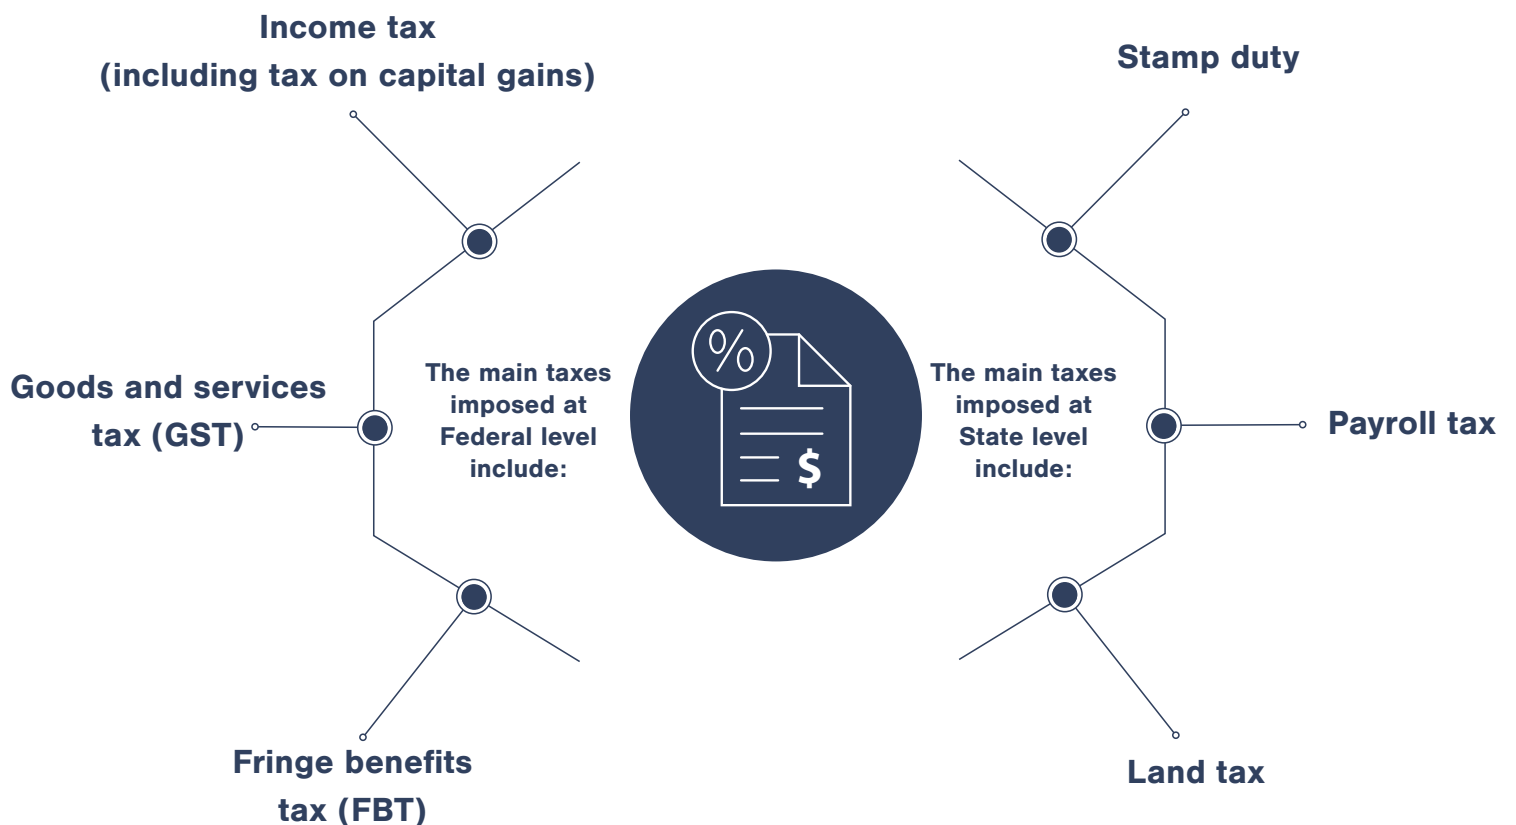 Income tax
(including tax on capital gains)
Goods and services
tax (GST)
Fringe benefits
tax (FBT)
The main taxes
imposed at
Federal level
include:
%
$
The main taxes
imposed at
State level
include:
Stamp duty
Payroll tax
Land tax